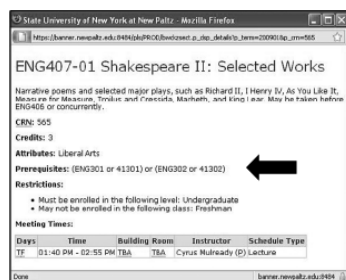 State University of New York at New Paltz - Mozilla Firefox
https://banner.newpaltz.edu:8484/pls/PROD/bwckzsect.p_disp_details?p_term=200901&p_crn=565
ENG407-01 Shakespeare II: Selected Works
Narrative poems and selected major plays, such as Richard II, I Henry IV, As You Like It,
Measure for Measure, Troilus and Cressida, Macbeth, and King Lear. May be taken before
ENG406 or concurrently.
CRN: 565
Credits: 3
Attributes: Liberal Arts
Prerequisites: (ENG301 or 41301) or (ENG302 or 41302)
Restrictions:
• Must be enrolled in the following level: Undergraduate
• May not be enrolled in the following class: Freshman
Meeting Times:
Days Time Building Room Instructor Schedule Type
TF 01:40 PM - 02:55 PM TBA TBA Cyrus Mulready (P) Lecture
Done banner.newpaltz.edu:8484